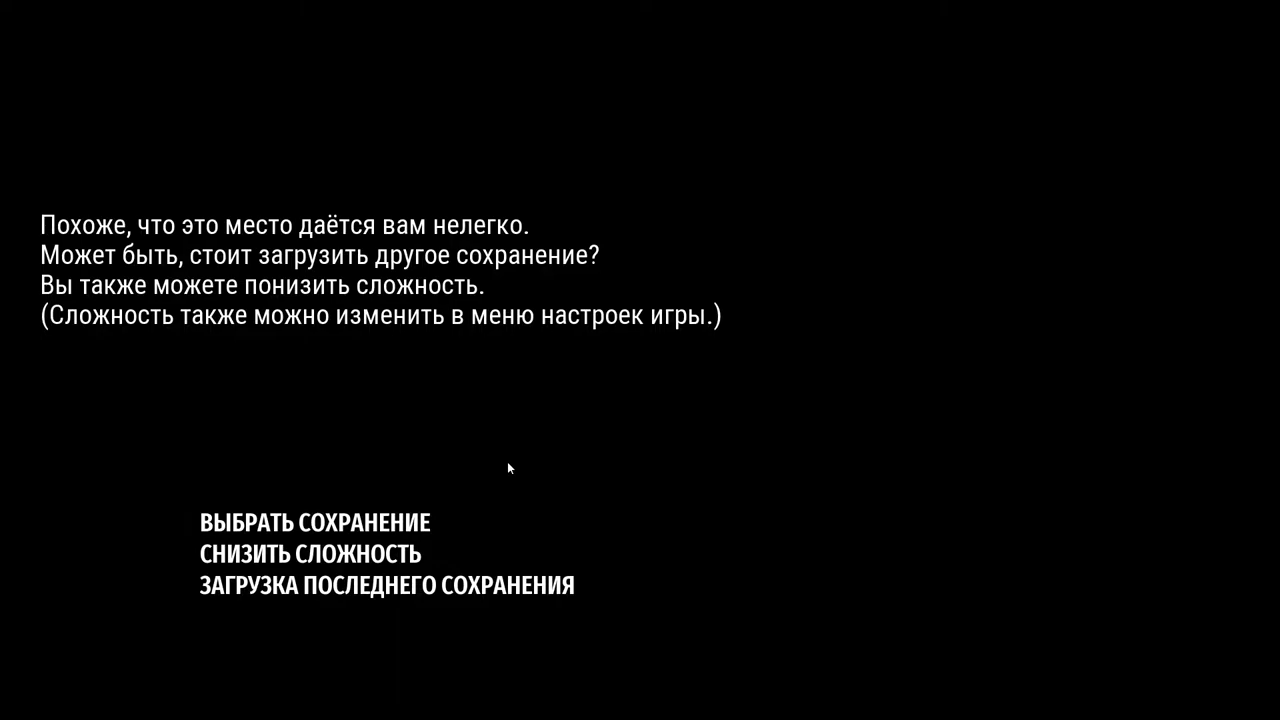 Похоже, что это место даётся вам нелегко.
Может быть, стоит загрузить другое сохранение?
Вы также можете понизить сложность.
(Сложность также можно изменить в меню настроек игры.)
ВЫБРАТЬ СОХРАНЕНИЕ
СНИЗИТЬ СЛОЖНОСТЬ
ЗАГРУЗКА ПОСЛЕДНЕГО СОХРАНЕНИЯ